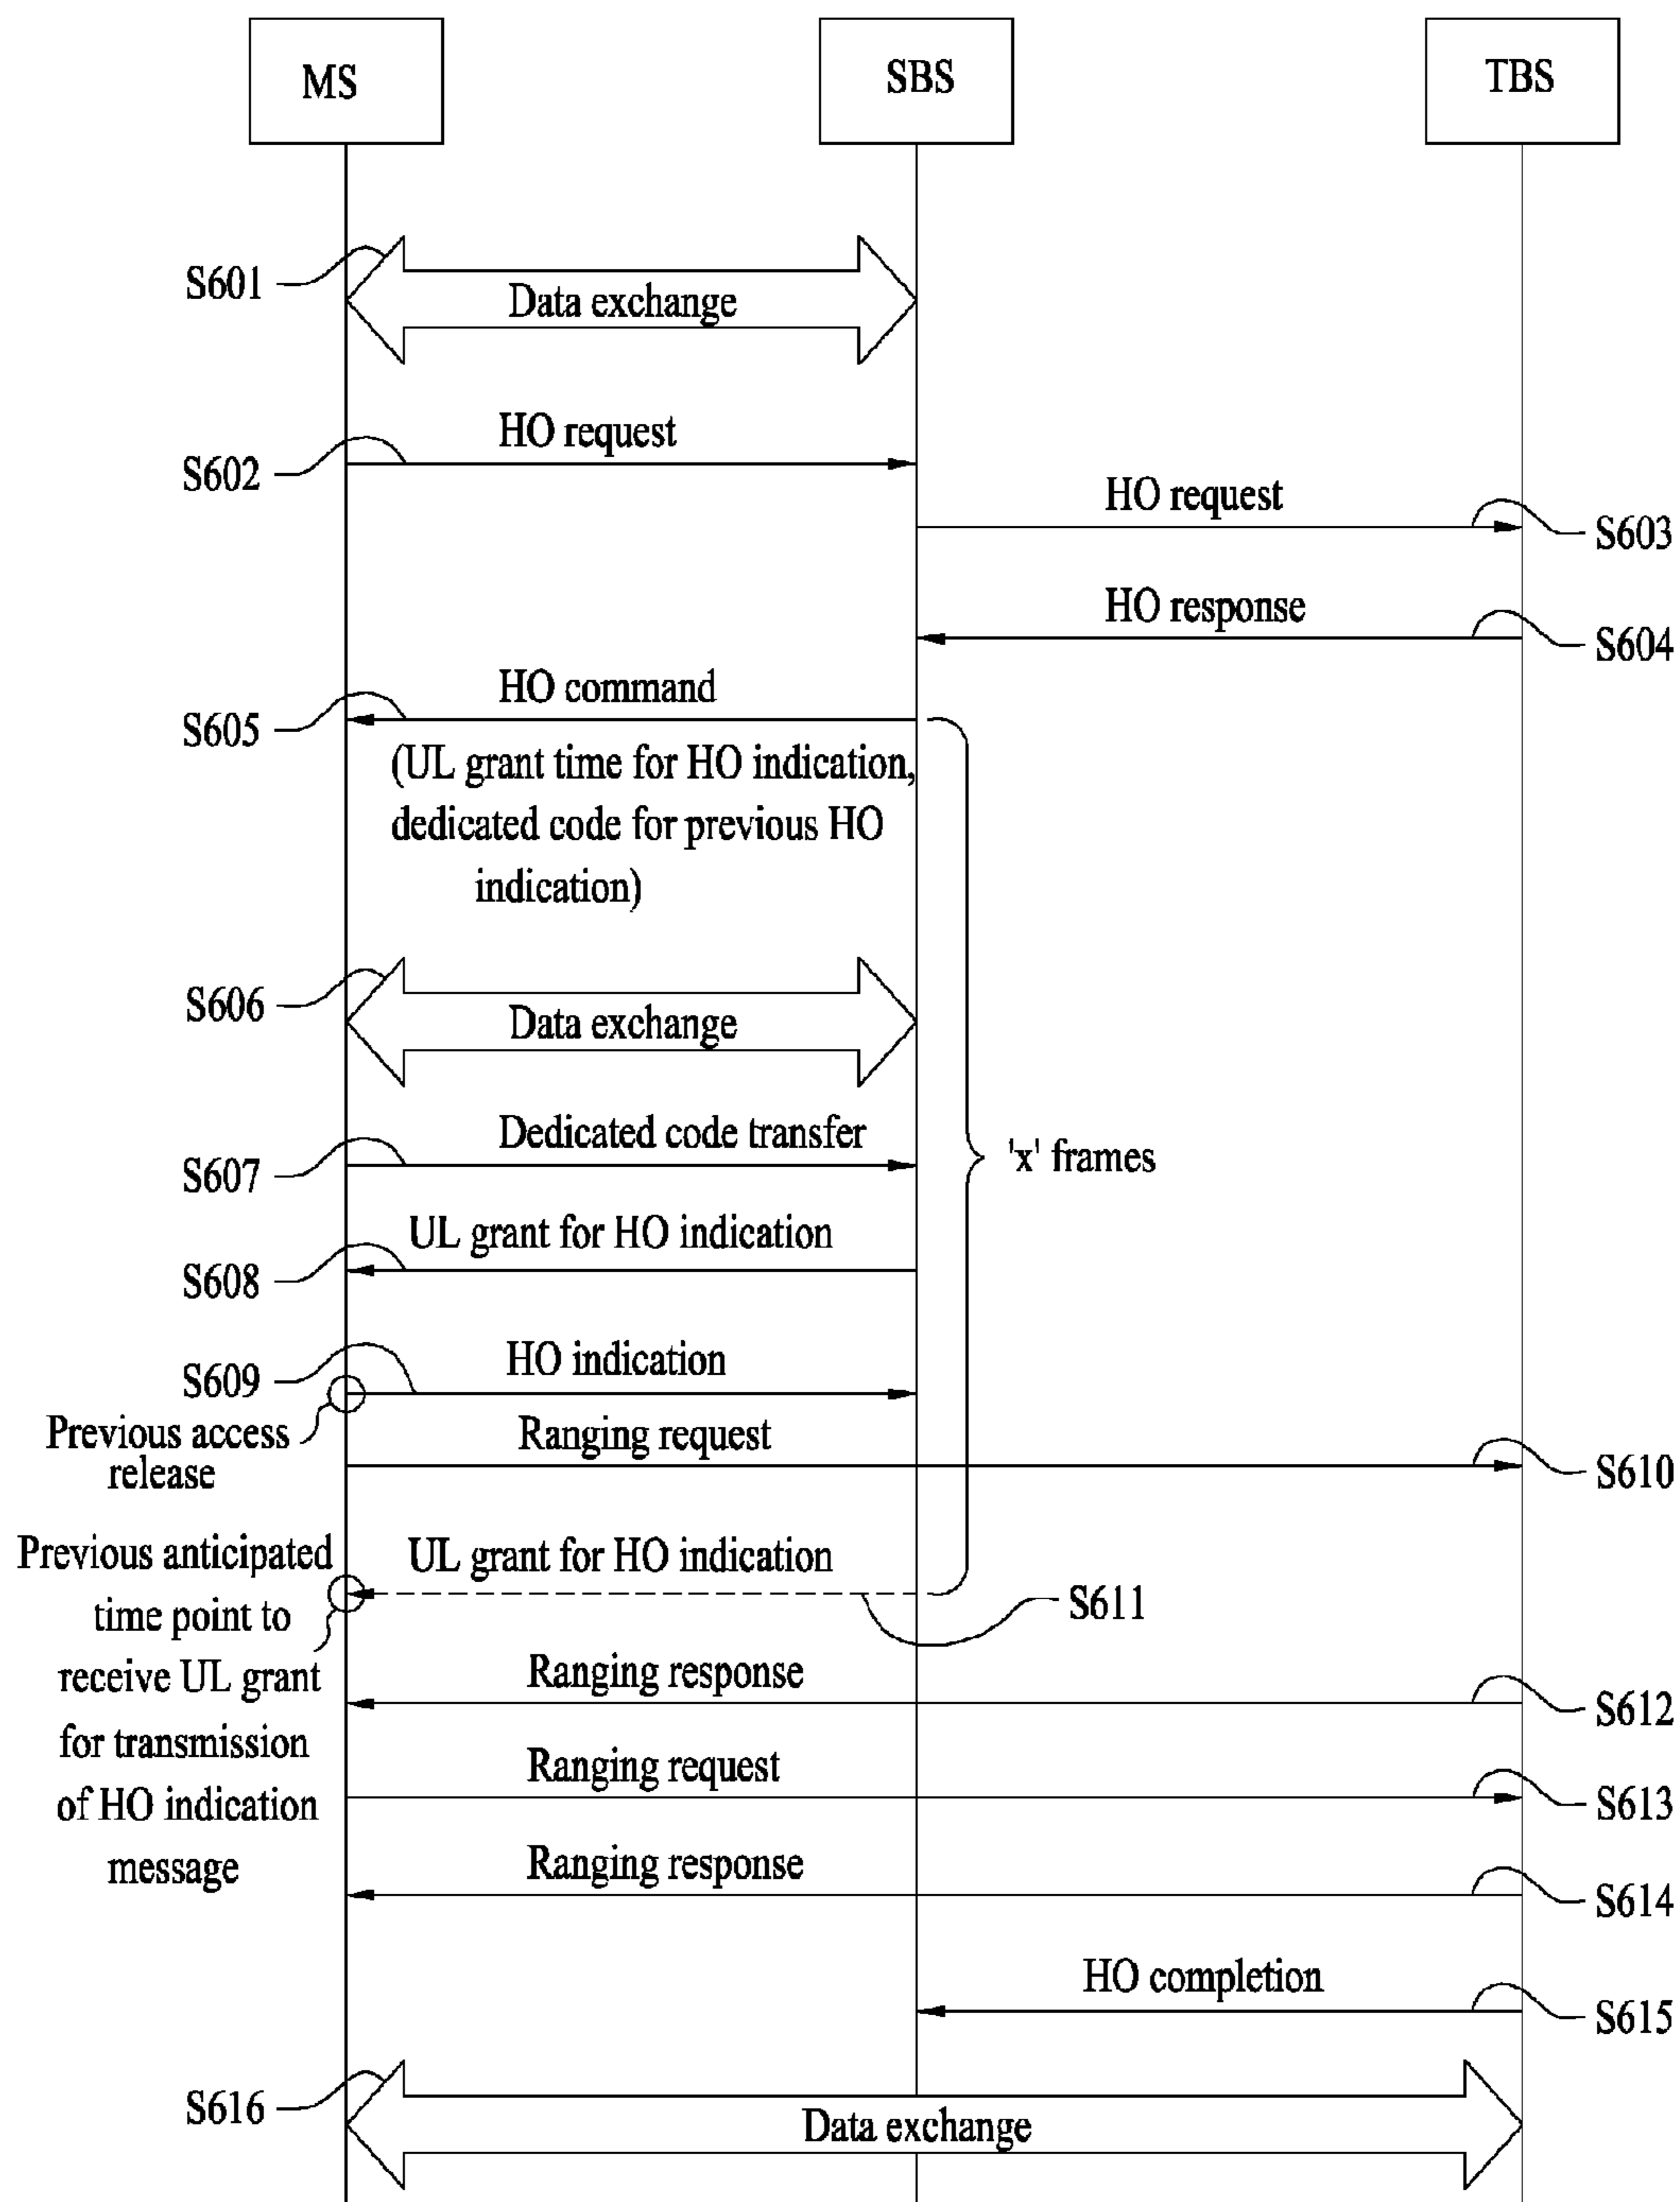 MS
SBS
TBS
S601
Data exchange
HO request
S602
HO request
S603
HO response
S604
HO command
S605
(UL grant time for HO indication,
dedicated code for previous HO
indication)
S606
Data exchange
Dedicated code transfer
S607
'x' frames
UL grant for HO indication
S608
HO indication
S609
Previous access
release
Ranging request
S610
Previous anticipated
time point to
receive UL grant
for transmission
of HO indication
message
UL grant for HO indication
S611
Ranging response
S612
Ranging request
S613
Ranging response
S614
HO completion
S615
S616
Data exchange